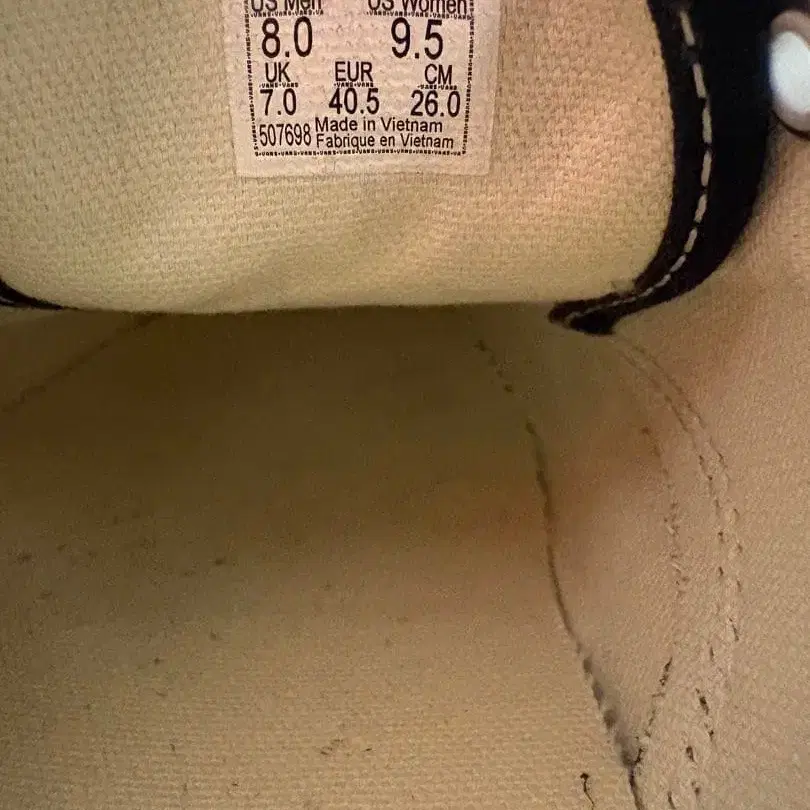 US Men US Women
8.0 9.5
UK EUR CM
7.0 40.5 26.0
507698 Made in Vietnam
Fabrique en Vietnam